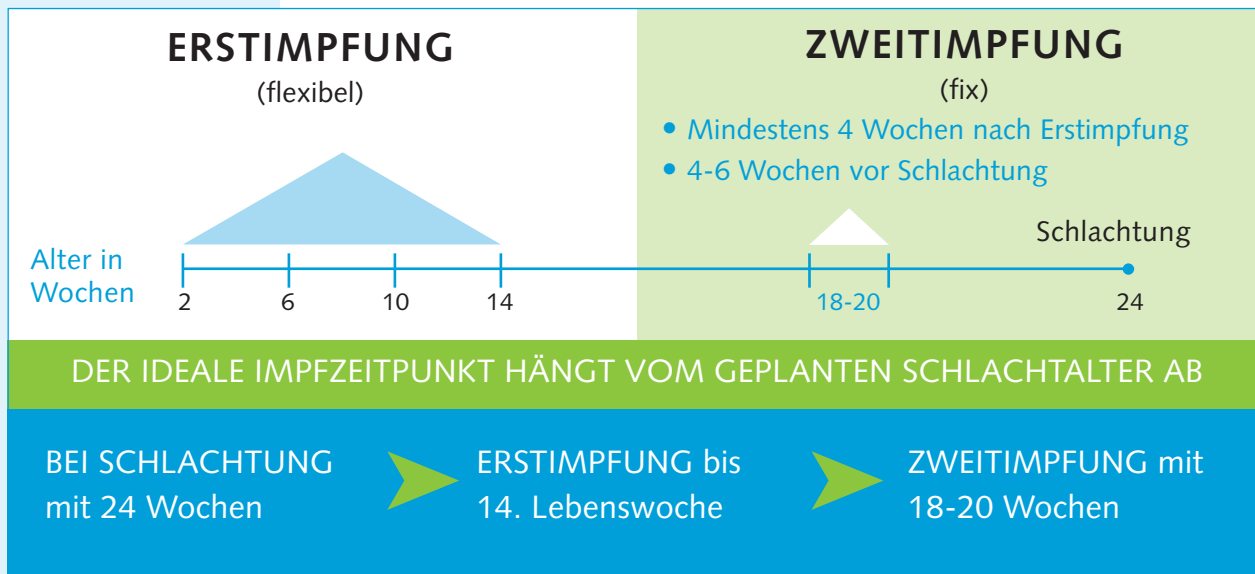 ERSTIMPFUNG
(flexibel)
ZWEITIMPFUNG
(fix)
• Mindestens 4 Wochen nach Erstimpfung
• 4-6 Wochen vor Schlachtung
Schlachtung
Alter in
Wochen
2 6 10 14 18-20 24
DER IDEALE IMPFZEITPUNKT HÄNGT VOM GEPLANTEN SCHLACHTALTER AB
BEI SCHLACHTUNG
mit 24 Wochen
ERSTIMPFUNG bis
14. Lebenswoche
ZWEITIMPFUNG mit
18-20 Wochen